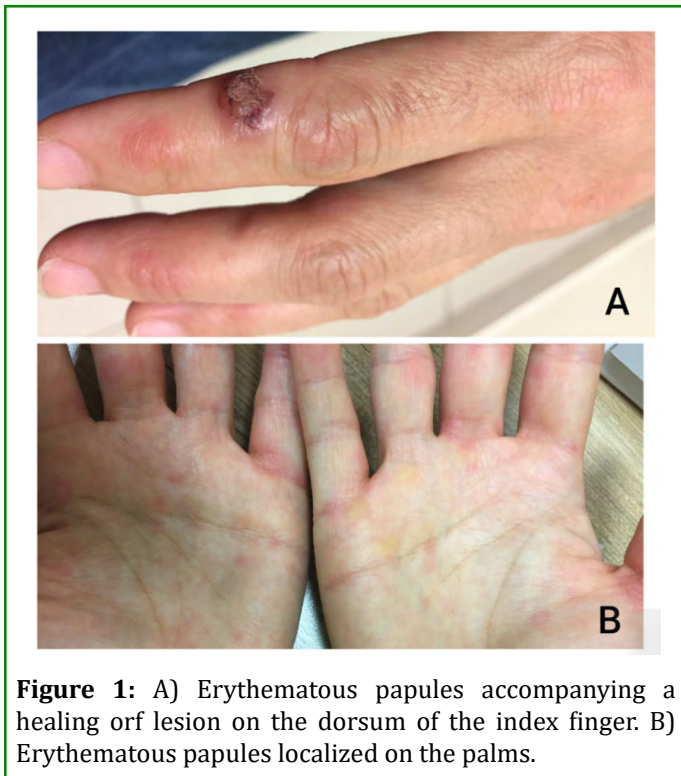 A
B
Figure 1: A) Erythematous papules accompanying a
healing orf lesion on the dorsum of the index finger. B)
Erythematous papules localized on the palms.